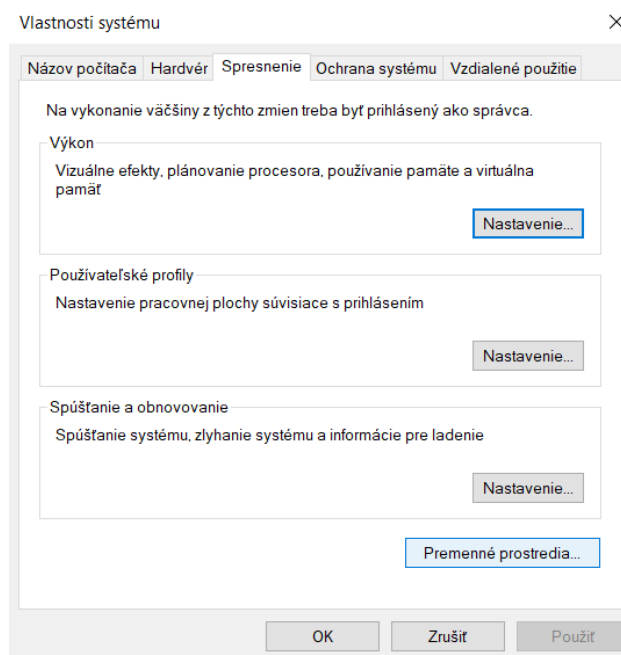 Vlastnosti systému
Názov počítača Hardvér Spresnenie Ochrana systému Vzdialené použitie
Na vykonanie väčšiny z týchto zmien treba byť prihlásený ako správca.
Výkon
Vizuálne efekty, plánovanie procesora, používanie pamäte a virtuálna
pamäť
Nastavenie...
Používateľské profily
Nastavenie pracovnej plochy súvisiace s prihlásením
Nastavenie...
Spúšťanie a obnovovanie
Spúšťanie systému, zlyhanie systému a informácie pre ladenie
Nastavenie...
Premenné prostredia...
OK Zrušiť Použiť